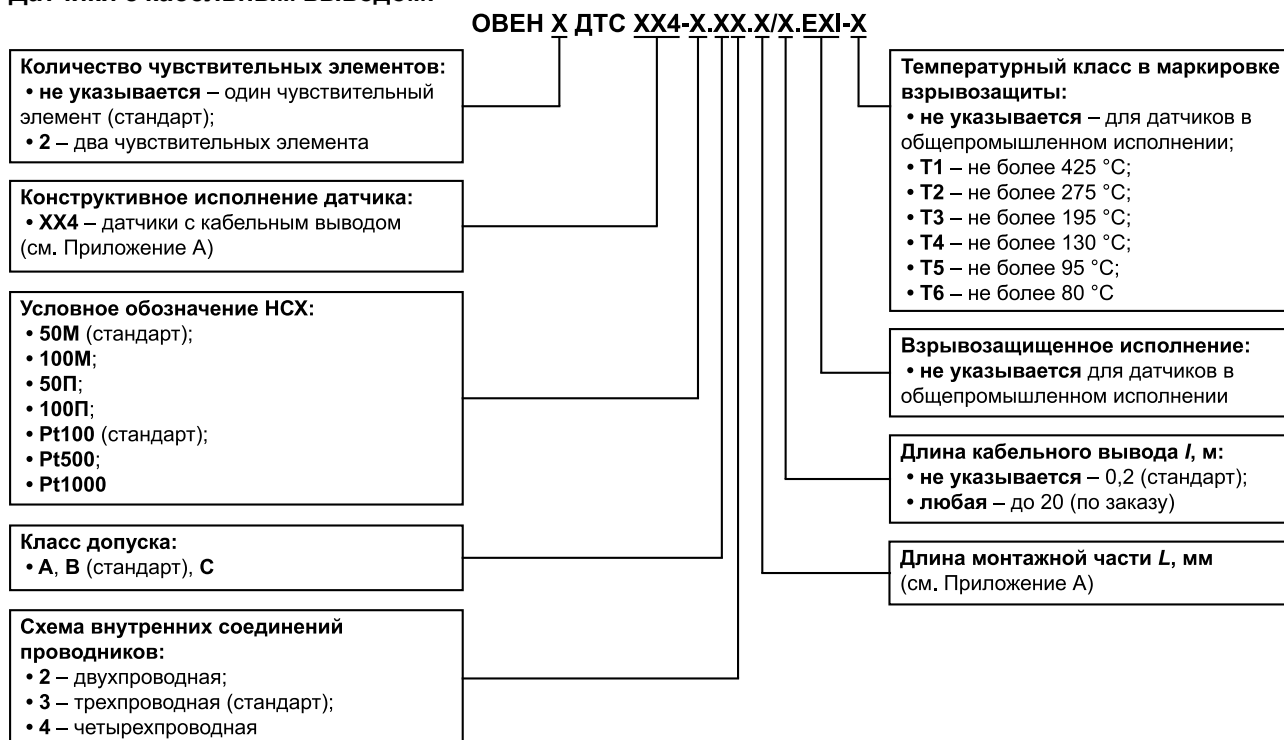 ОВЕН Х ДТС ХХ4-Х.ХХ.Х/Х.EXI-Х
Количество чувствительных элементов:
• не указывается – один чувствительный
элемент (стандарт);
• 2 – два чувствительных элемента
Конструктивное исполнение датчика:
• ХХ4 – датчики с кабельным выводом
(см. Приложение А)
Условное обозначение НСХ:
• 50М (стандарт);
• 100М;
• 50П;
• 100П;
• Pt100 (стандарт);
• Pt500;
• Pt1000
Класс допуска:
• А, В (стандарт), С
Схема внутренних соединений
проводников:
• 2 – двухпроводная;
• 3 – трехпроводная (стандарт);
• 4 – четырехпроводная
Температурный класс в маркировке
взрывозащиты:
• не указывается – для датчиков в
общепромышленном исполнении;
• Т1 – не более 425 °С;
• Т2 – не более 275 °С;
• Т3 – не более 195 °С;
• Т4 – не более 130 °С;
• Т5 – не более 95 °С;
• Т6 – не более 80 °С
Взрывозащищенное исполнение:
• не указывается для датчиков в
общепромышленном исполнении
Длина кабельного вывода l, м:
• не указывается – 0,2 (стандарт);
• любая – до 20 (по заказу)
Длина монтажной части L, мм
(см. Приложение А)